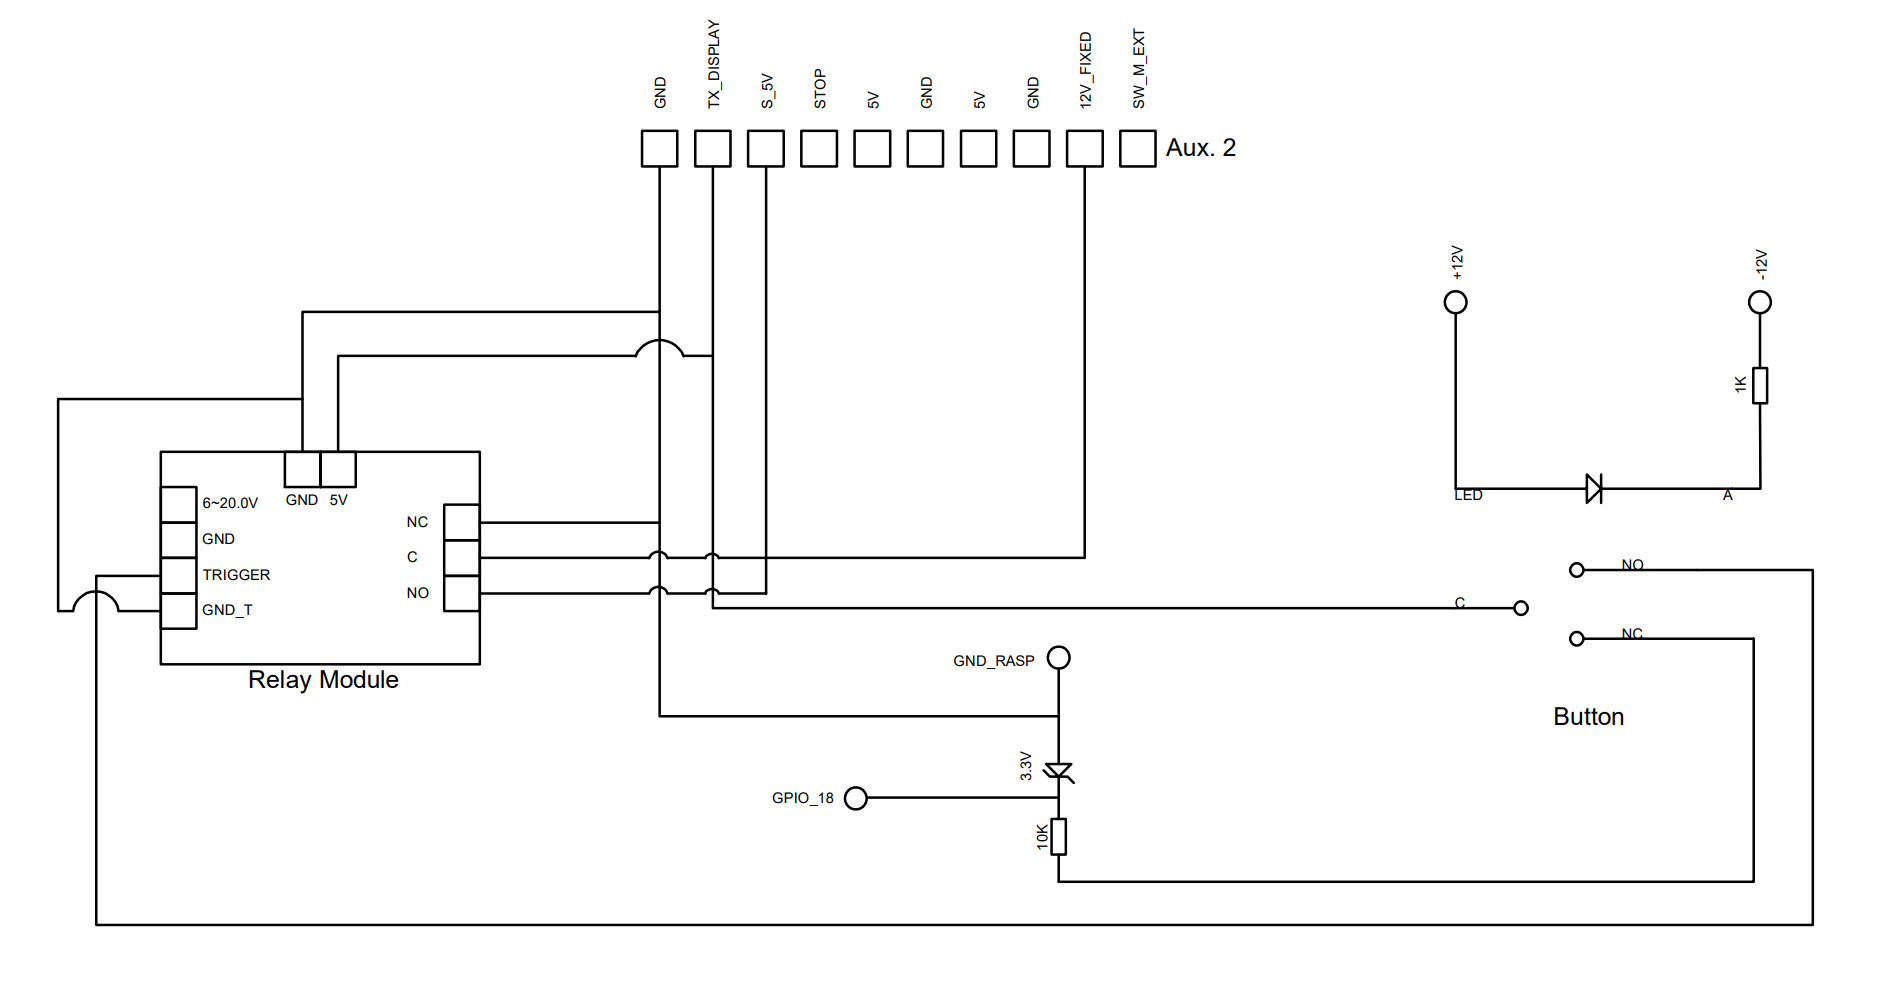 GND
TX_DISPLAY
S_5V
STOP
5V
GND
5V
GND
12V_FIXED
SW_M_EXT
Aux. 2
+12V
-12V
1K
LED
A
GND
5V
6~20.0V
GND
TRIGGER
GND_T
NC
C
NO
Relay Module
NO
C
NC
Button
GND_RASP
3.3V
GPIO_18
10K